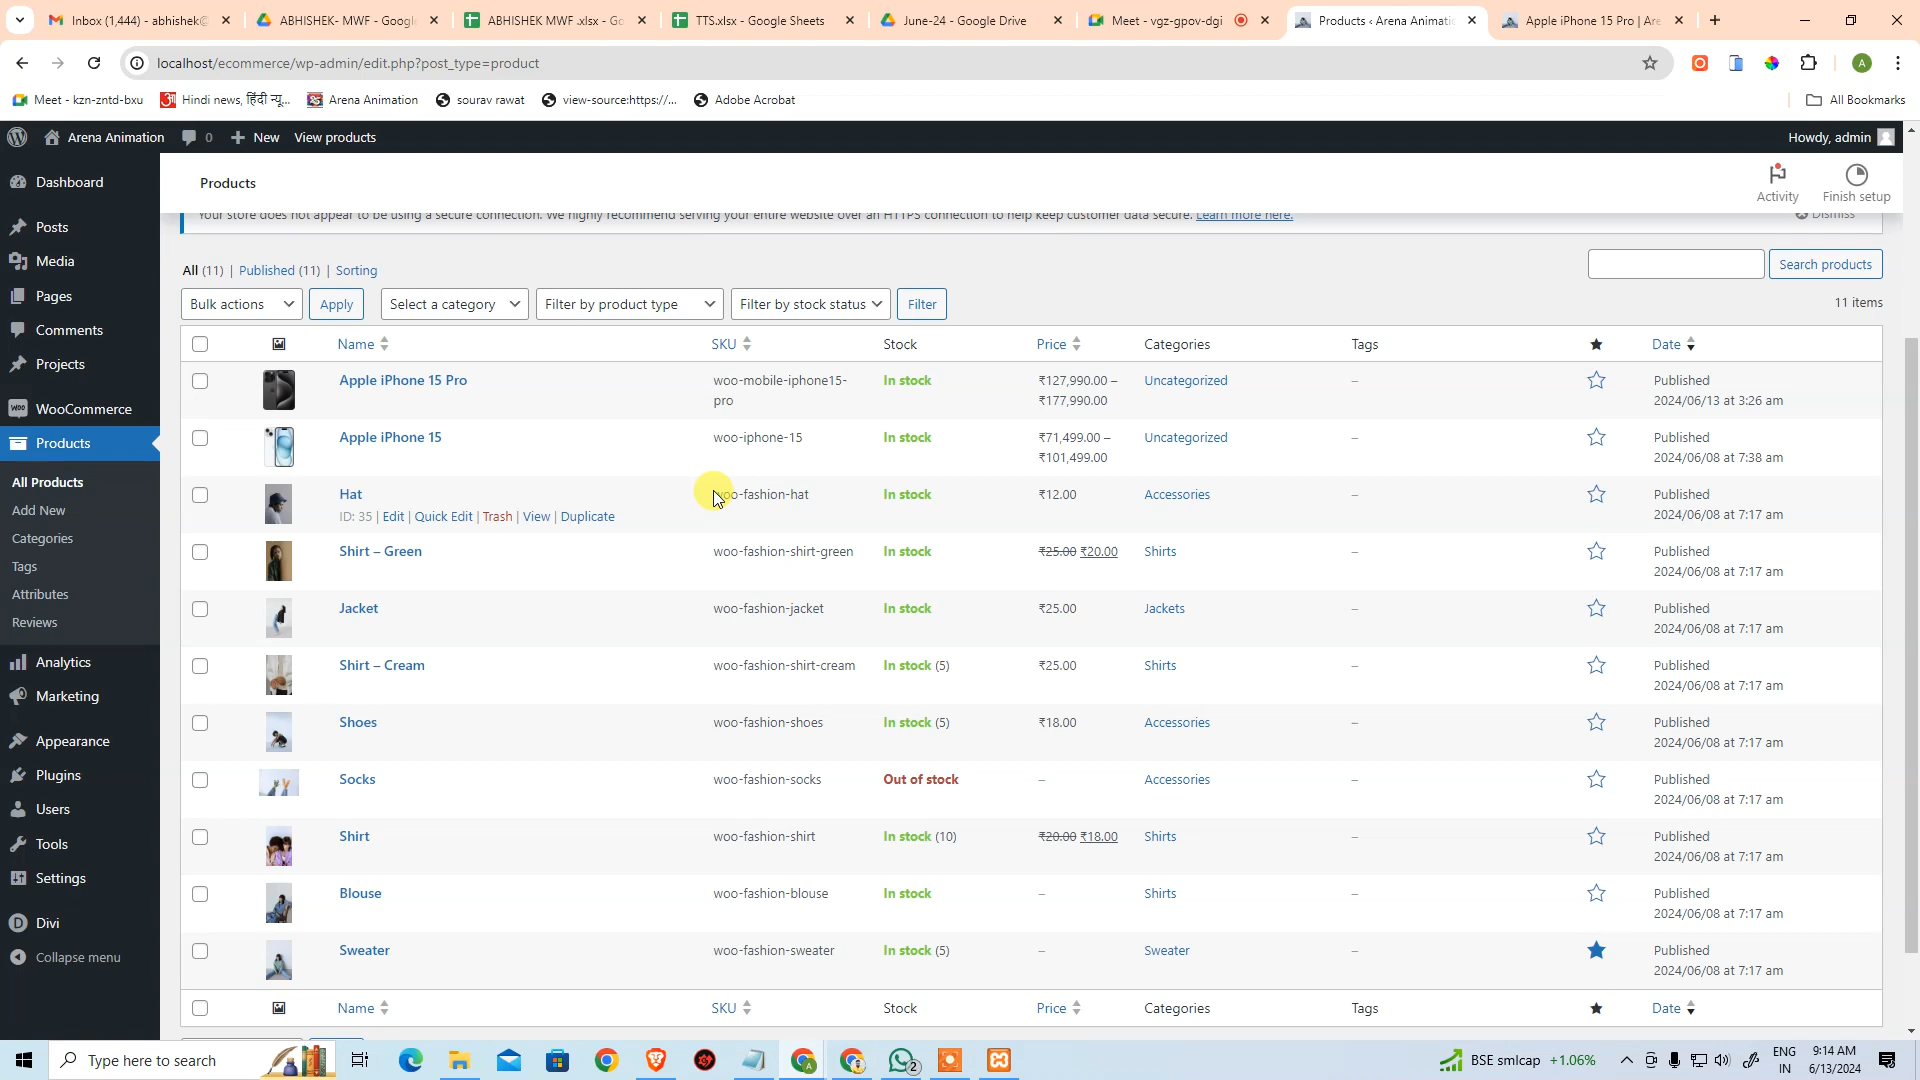 Inbox (1,444) - abhishek@
ABHISHEK- MWF - Google
ABHISHEK MWF .xlsx - Go
TTS.xlsx - Google Sheets
June-24 - Google Drive
Meet - vgz-gpov-dgi
Products ‹ Arena Animatio
Apple iPhone 15 Pro | Are
localhost/ecommerce/wp-admin/edit.php?post_type=product
A
Meet - kzn-zntd-bxu
Hindi news, हिंदी न्यू...
Arena Animation
sourav rawat
view-source:https://...
Adobe Acrobat
All Bookmarks
Arena Animation
0
New
View products
Howdy, admin
Dashboard
Posts
Media
Pages
Comments
Projects
WooCommerce
Products
All Products
Add New
Categories
Tags
Attributes
Reviews
Analytics
Marketing
Appearance
Plugins
Users
Tools
Settings
Divi
Collapse menu
Products
Activity
Finish setup
Your store does not appear to be using a secure connection. We highly recommend serving your entire website over an HTTPS connection to help keep customer data secure. Learn more here.
Dismiss
All (11) | Published (11) | Sorting
Search products
Bulk actions
Apply
Select a category
Filter by product type
Filter by stock status
Filter
11 items
Name SKU Stock Price Categories Tags Date
Apple iPhone 15 Pro woo-mobile-iphone15- In stock ₹127,990.00 – Uncategorized – Published
pro ₹177,990.00 2024/06/13 at 3:26 am
Apple iPhone 15 woo-iphone-15 In stock ₹71,499.00 – Uncategorized – Published
₹101,499.00 2024/06/08 at 7:38 am
Hat woo-fashion-hat In stock ₹12.00 Accessories – Published
ID: 35 | Edit | Quick Edit | Trash | View | Duplicate 2024/06/08 at 7:17 am
Shirt – Green woo-fashion-shirt-green In stock ₹25.00 ₹20.00 Shirts – Published
2024/06/08 at 7:17 am
Jacket woo-fashion-jacket In stock ₹25.00 Jackets – Published
2024/06/08 at 7:17 am
Shirt – Cream woo-fashion-shirt-cream In stock (5) ₹25.00 Shirts – Published
2024/06/08 at 7:17 am
Shoes woo-fashion-shoes In stock (5) ₹18.00 Accessories – Published
2024/06/08 at 7:17 am
Socks woo-fashion-socks Out of stock – Accessories – Published
2024/06/08 at 7:17 am
Shirt woo-fashion-shirt In stock (10) ₹20.00 ₹18.00 Shirts – Published
2024/06/08 at 7:17 am
Blouse woo-fashion-blouse In stock – Shirts – Published
2024/06/08 at 7:17 am
Sweater woo-fashion-sweater In stock (5) – Sweater – Published
2024/06/08 at 7:17 am
Name SKU Stock Price Categories Tags Date
Type here to search
2
BSE smlcap +1.06%
ENG
IN
9:14 AM
6/13/2024